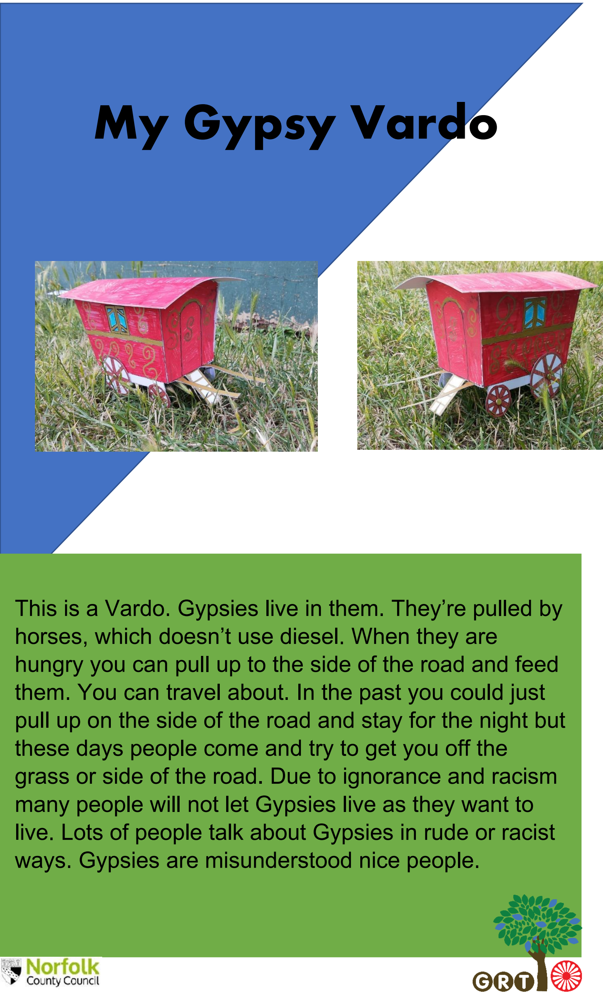 My Gypsy Vardo
This is a Vardo. Gypsies live in them. They’re pulled by
horses, which doesn’t use diesel. When they are
hungry you can pull up to the side of the road and feed
them. You can travel about. In the past you could just
pull up on the side of the road and stay for the night but
these days people come and try to get you off the
grass or side of the road. Due to ignorance and racism
many people will not let Gypsies live as they want to
live. Lots of people talk about Gypsies in rude or racist
ways. Gypsies are misunderstood nice people.
Norfolk
County Council
GRT